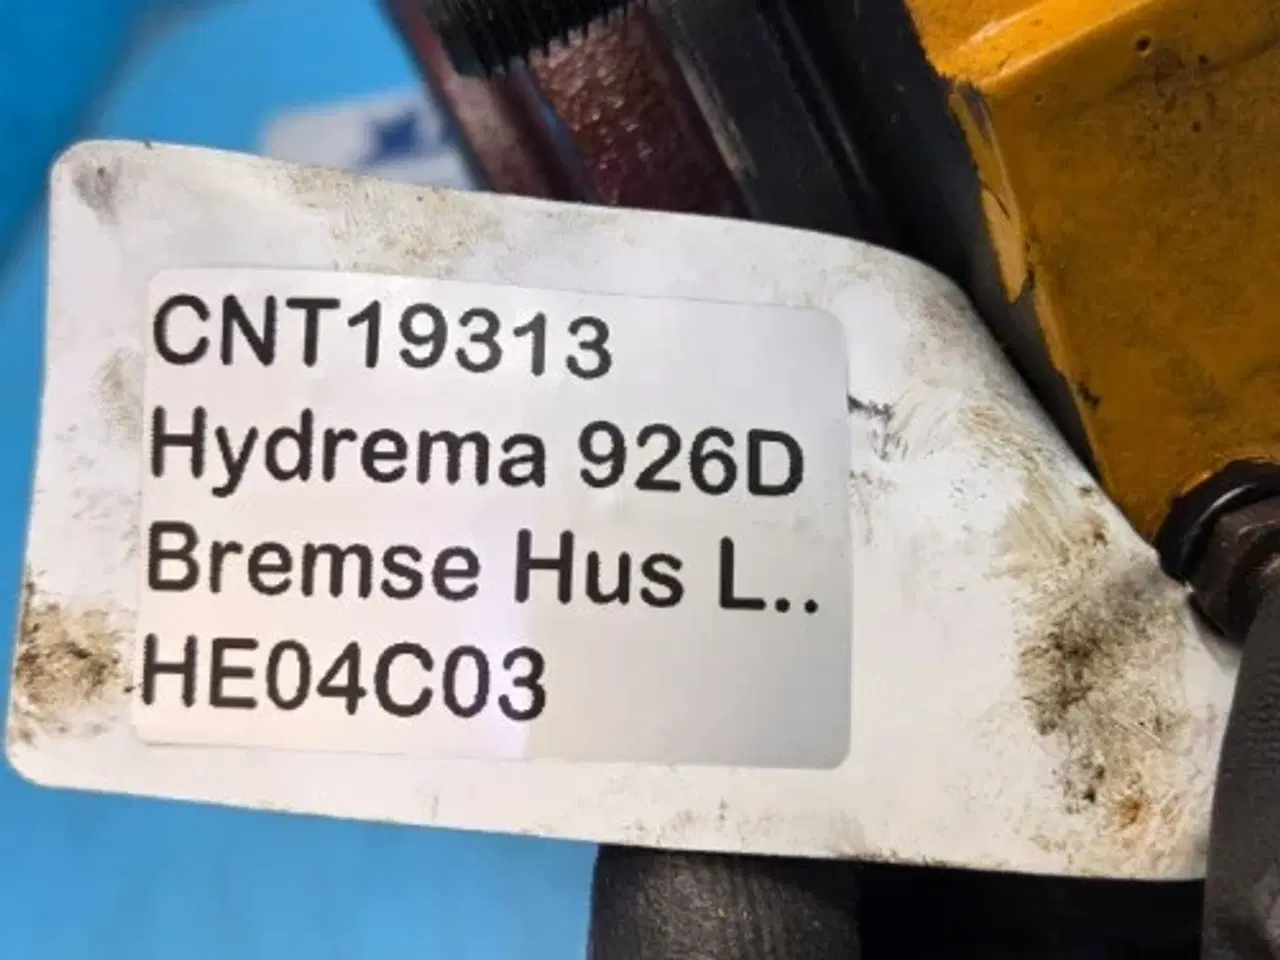 CNT19313
Hydrema 926D
Bremse Hus L..
HE04C03